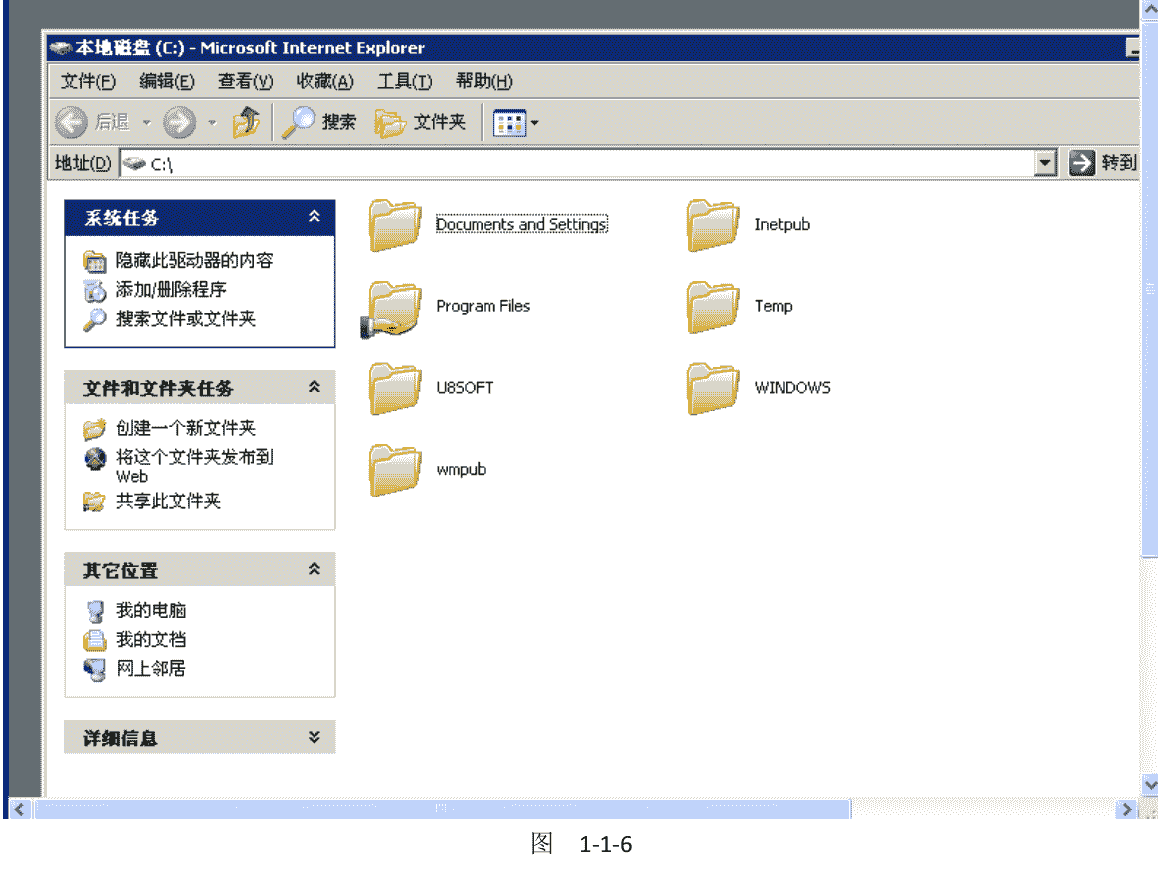 本地磁盘 (C:) - Microsoft Internet Explorer
文件(F) 编辑(E) 查看(V) 收藏(A) 工具(T) 帮助(H)
后退 搜索 文件夹
地址(D) C:\ 转到
系统任务
隐藏此驱动器的内容
添加/删除程序
搜索文件或文件夹
文件和文件夹任务
创建一个新文件夹
将这个文件夹发布到
Web
共享此文件夹
其它位置
我的电脑
我的文档
网上邻居
详细信息
Documents and Settings
Inetpub
Program Files
Temp
U8SOFT
WINDOWS
wmpub
图 1-1-6